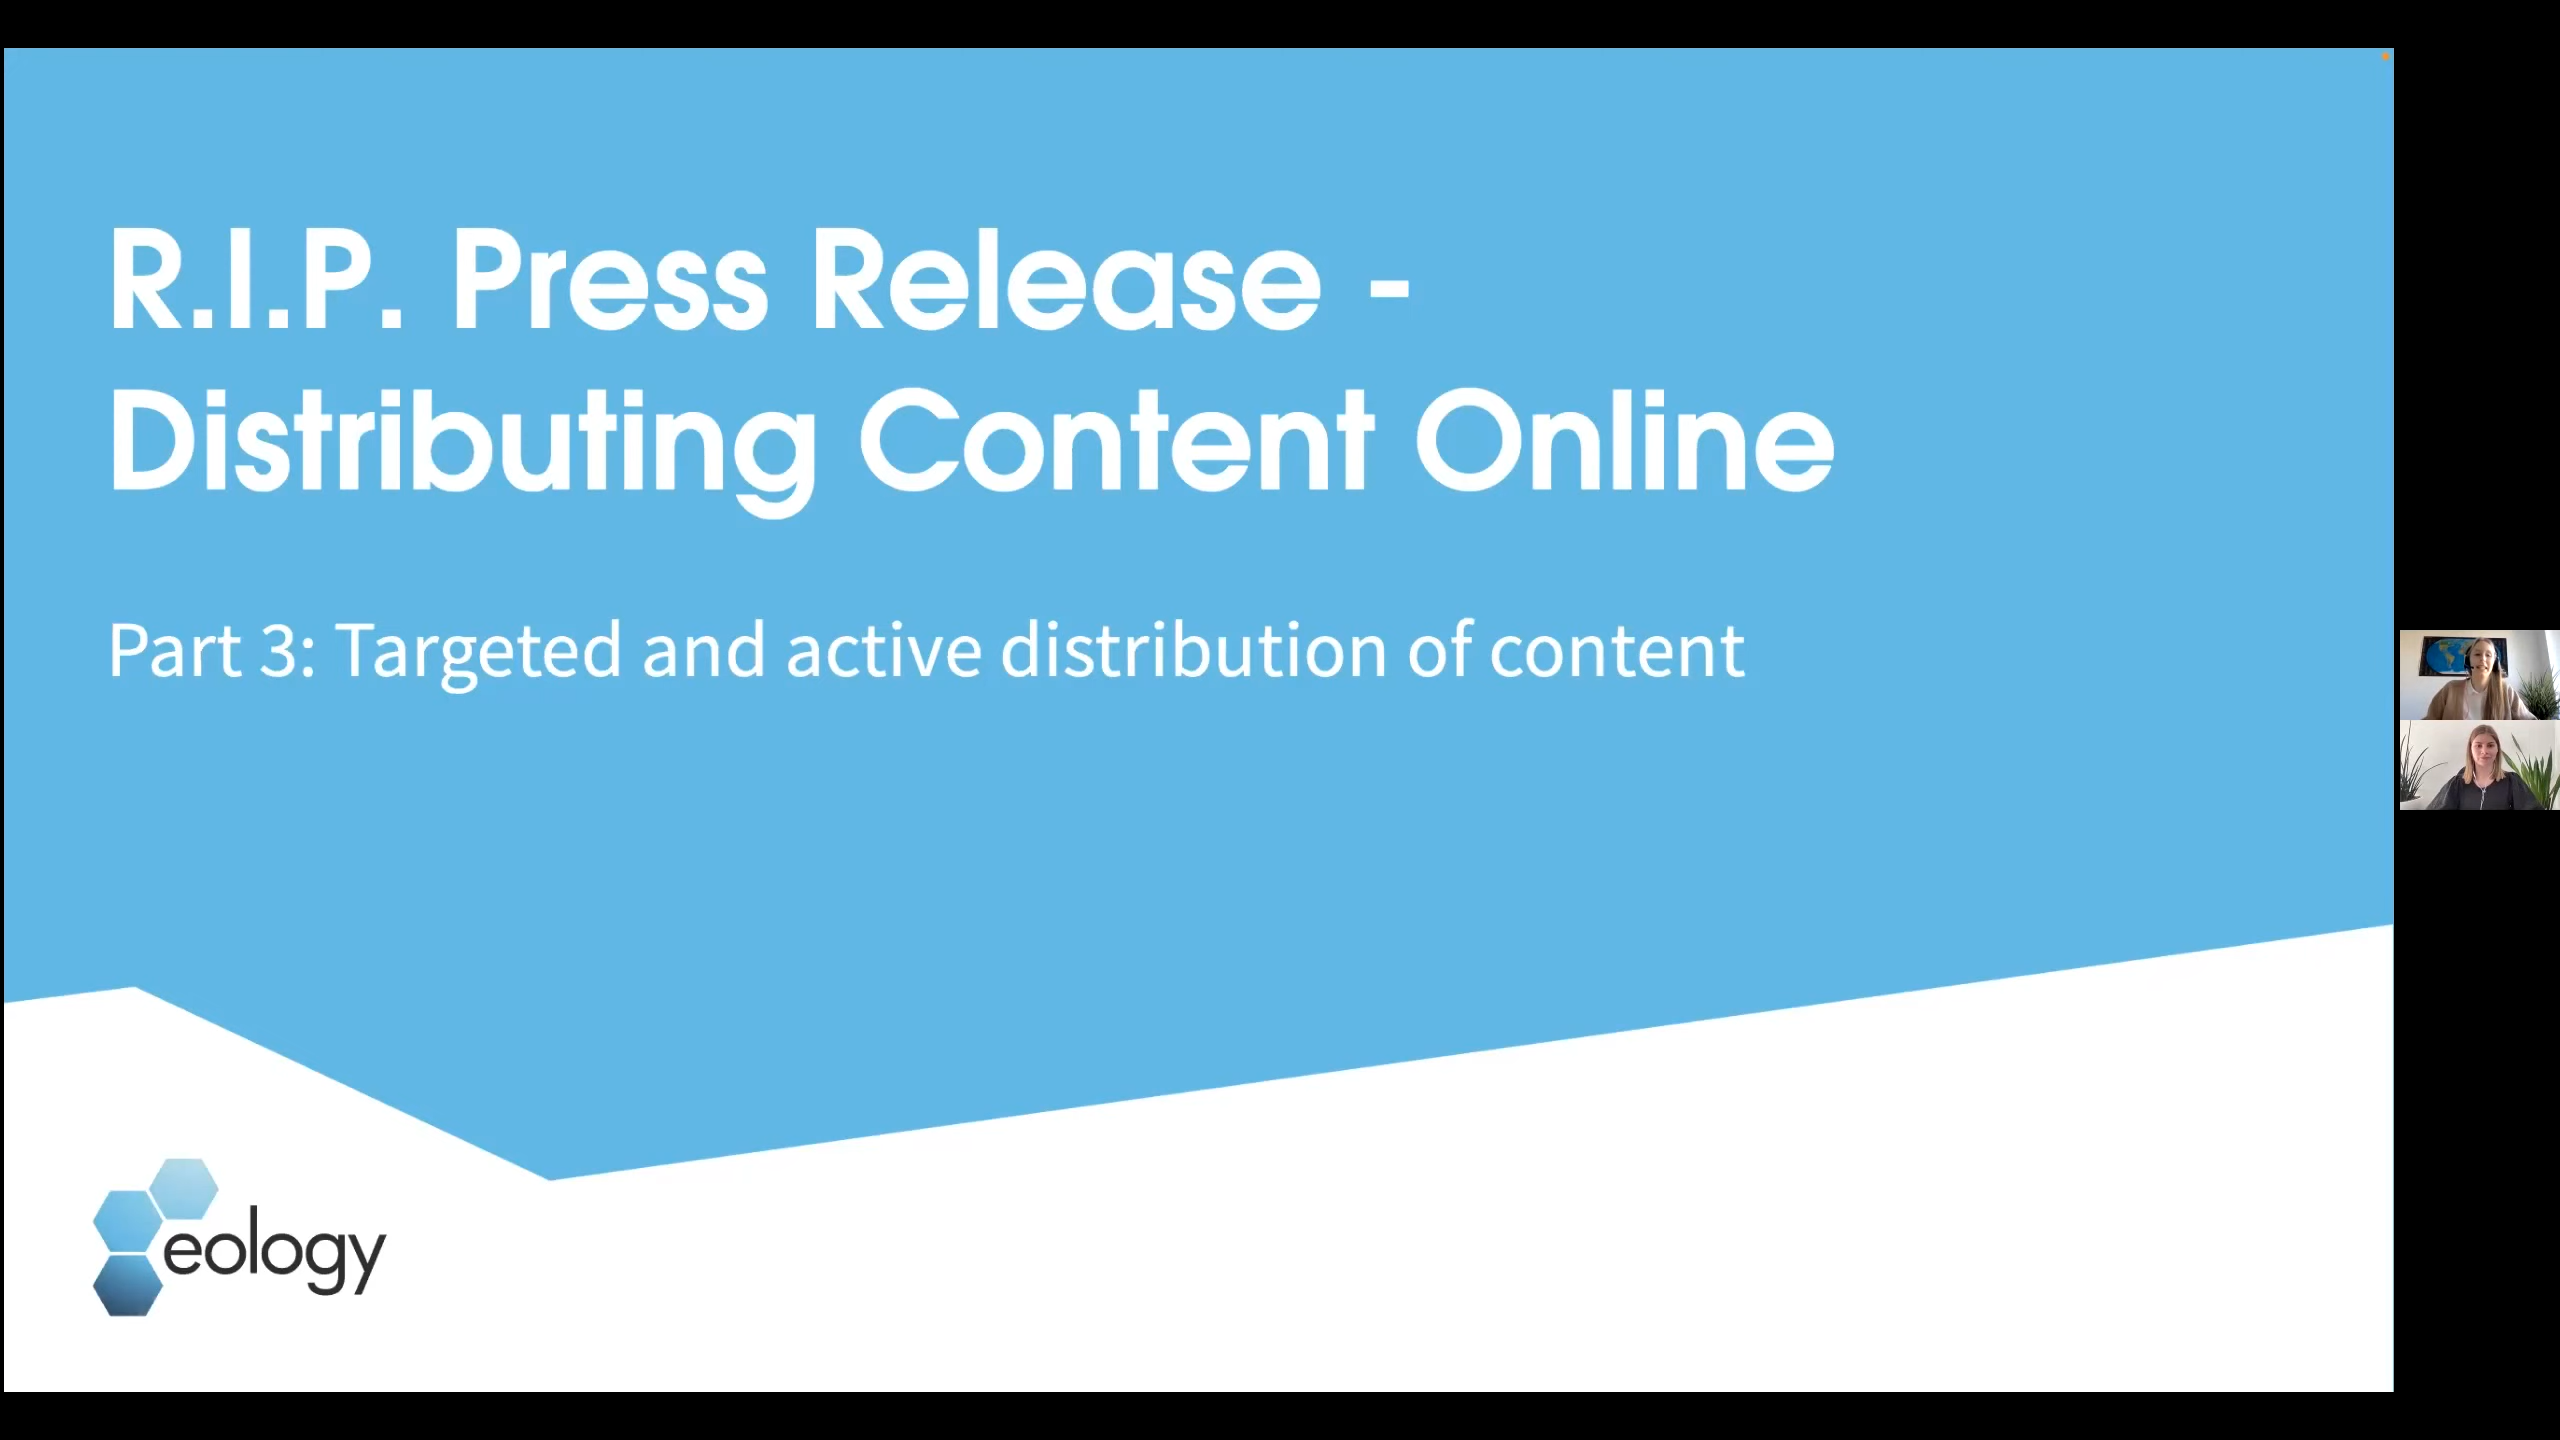 R.I.P. Press Release -
Distributing Content Online
Part 3: Targeted and active distribution of content
eology